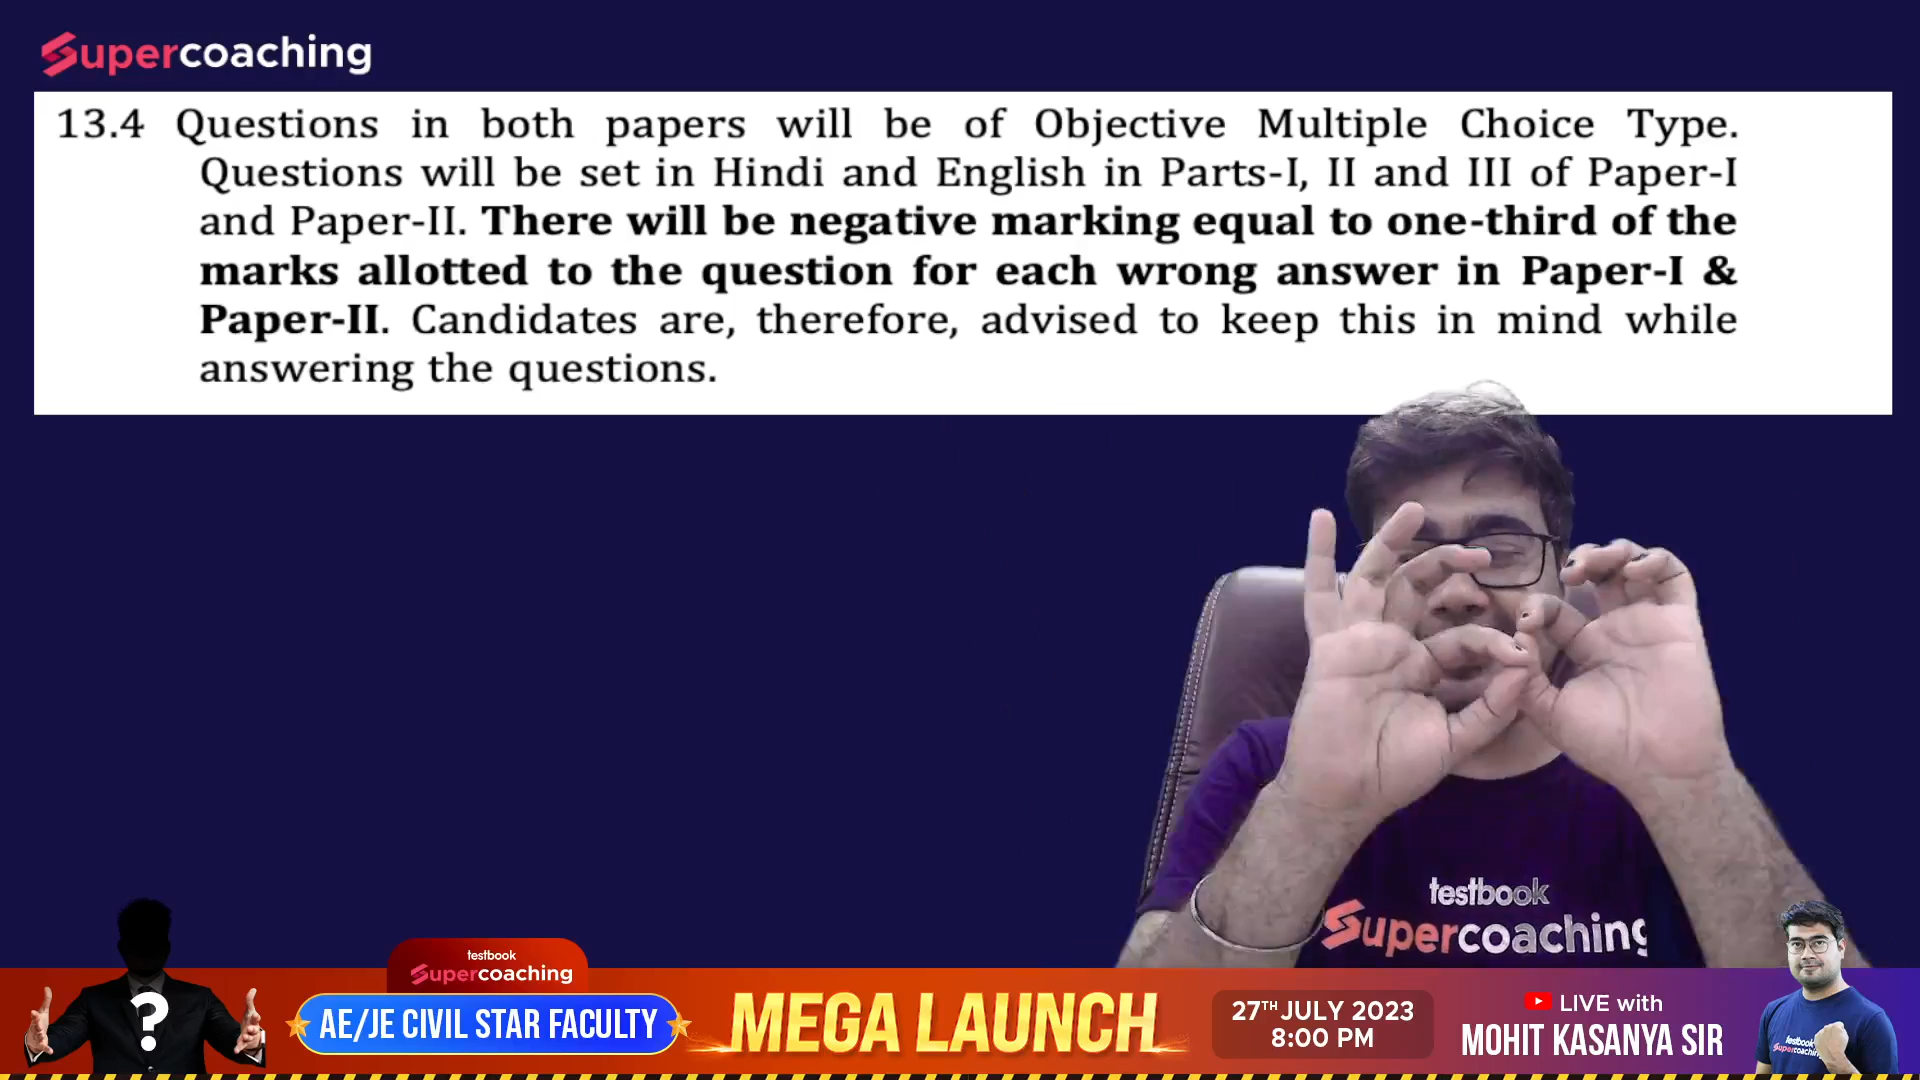 Supercoaching
13.4 Questions in both papers will be of Objective Multiple Choice Type.
Questions will be set in Hindi and English in Parts-I, II and III of Paper-I
and Paper-II. There will be negative marking equal to one-third of the
marks allotted to the question for each wrong answer in Paper-I &
Paper-II. Candidates are, therefore, advised to keep this in mind while
answering the questions.
testbook
Supercoaching
testbook
Supercoaching
?
AE/JE CIVIL STAR FACULTY
MEGA LAUNCH
27TH JULY 2023
8:00 PM
LIVE with
MOHIT KASANYA SIR
testbook
Supercoaching